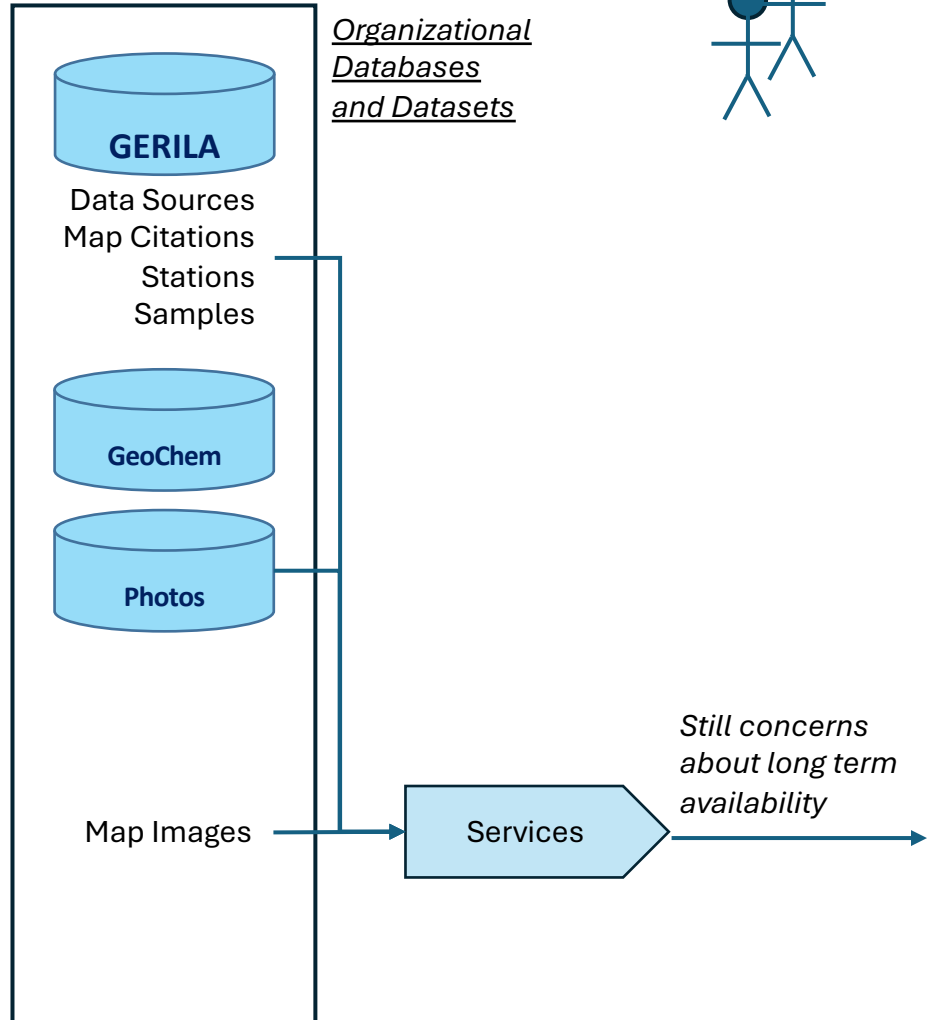 Organizational
Databases
and Datasets
GERILA
Data Sources
Map Citations
Stations
Samples
GeoChem
Photos
Map Images
Services
Still concerns
about long term
availability